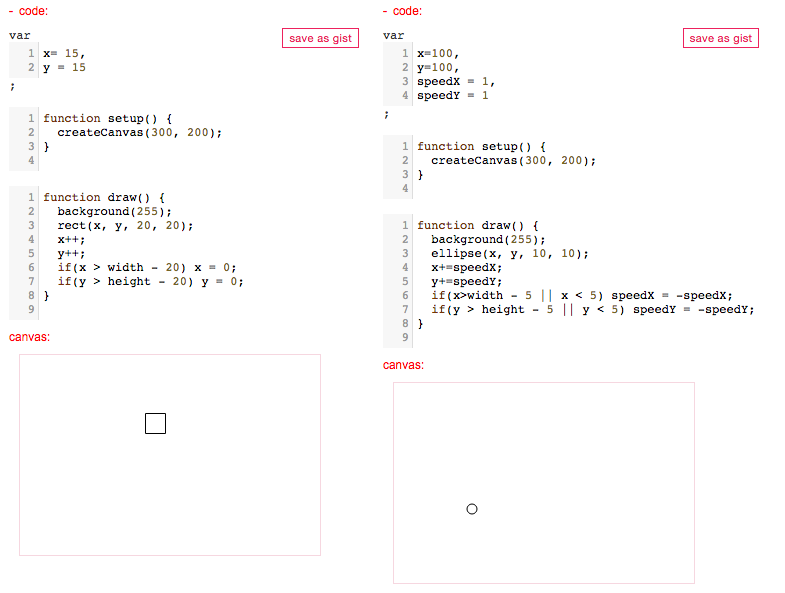 - code:
save as gist
var
1 x= 15,
2 y = 15
;
1 function setup() {
2   createCanvas(300, 200);
3 }
4
1 function draw() {
2   background(255);
3   rect(x, y, 20, 20);
4   x++;
5   y++;
6   if(x > width - 20) x = 0;
7   if(y > height - 20) y = 0;
8 }
9
canvas:
- code:
save as gist
var
1 x=100,
2 y=100,
3 speedX = 1,
4 speedY = 1
;
1 function setup() {
2   createCanvas(300, 200);
3 }
4
1 function draw() {
2   background(255);
3   ellipse(x, y, 10, 10);
4   x+=speedX;
5   y+=speedY;
6   if(x>width - 5 || x < 5) speedX = -speedX;
7   if(y > height - 5 || y < 5) speedY = -speedY;
8 }
9
canvas: